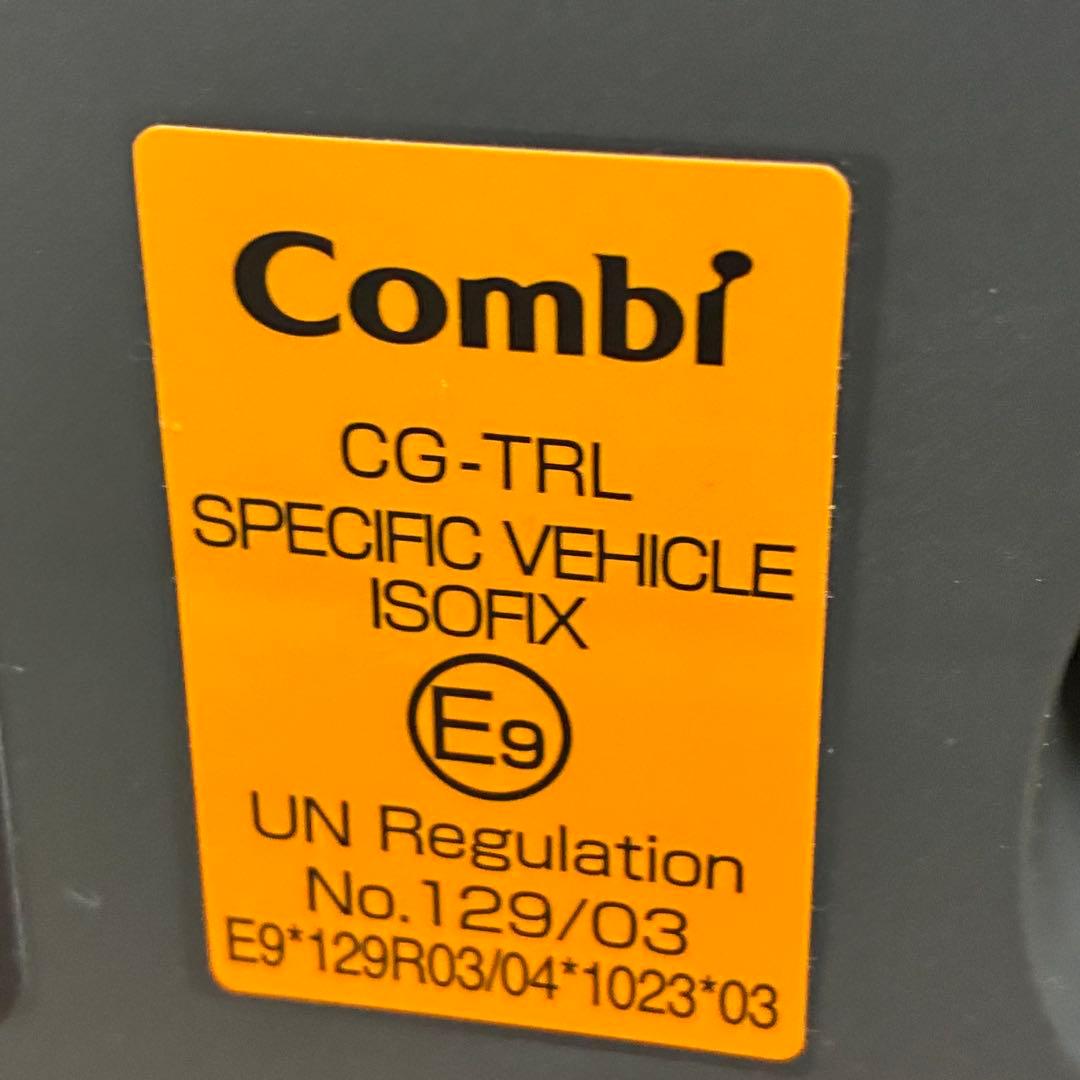 Combi
CG-TRL
SPECIFIC VEHICLE
ISOFIX
E9
UN Regulation
No.129/03
E9*129R03/04*1023*03